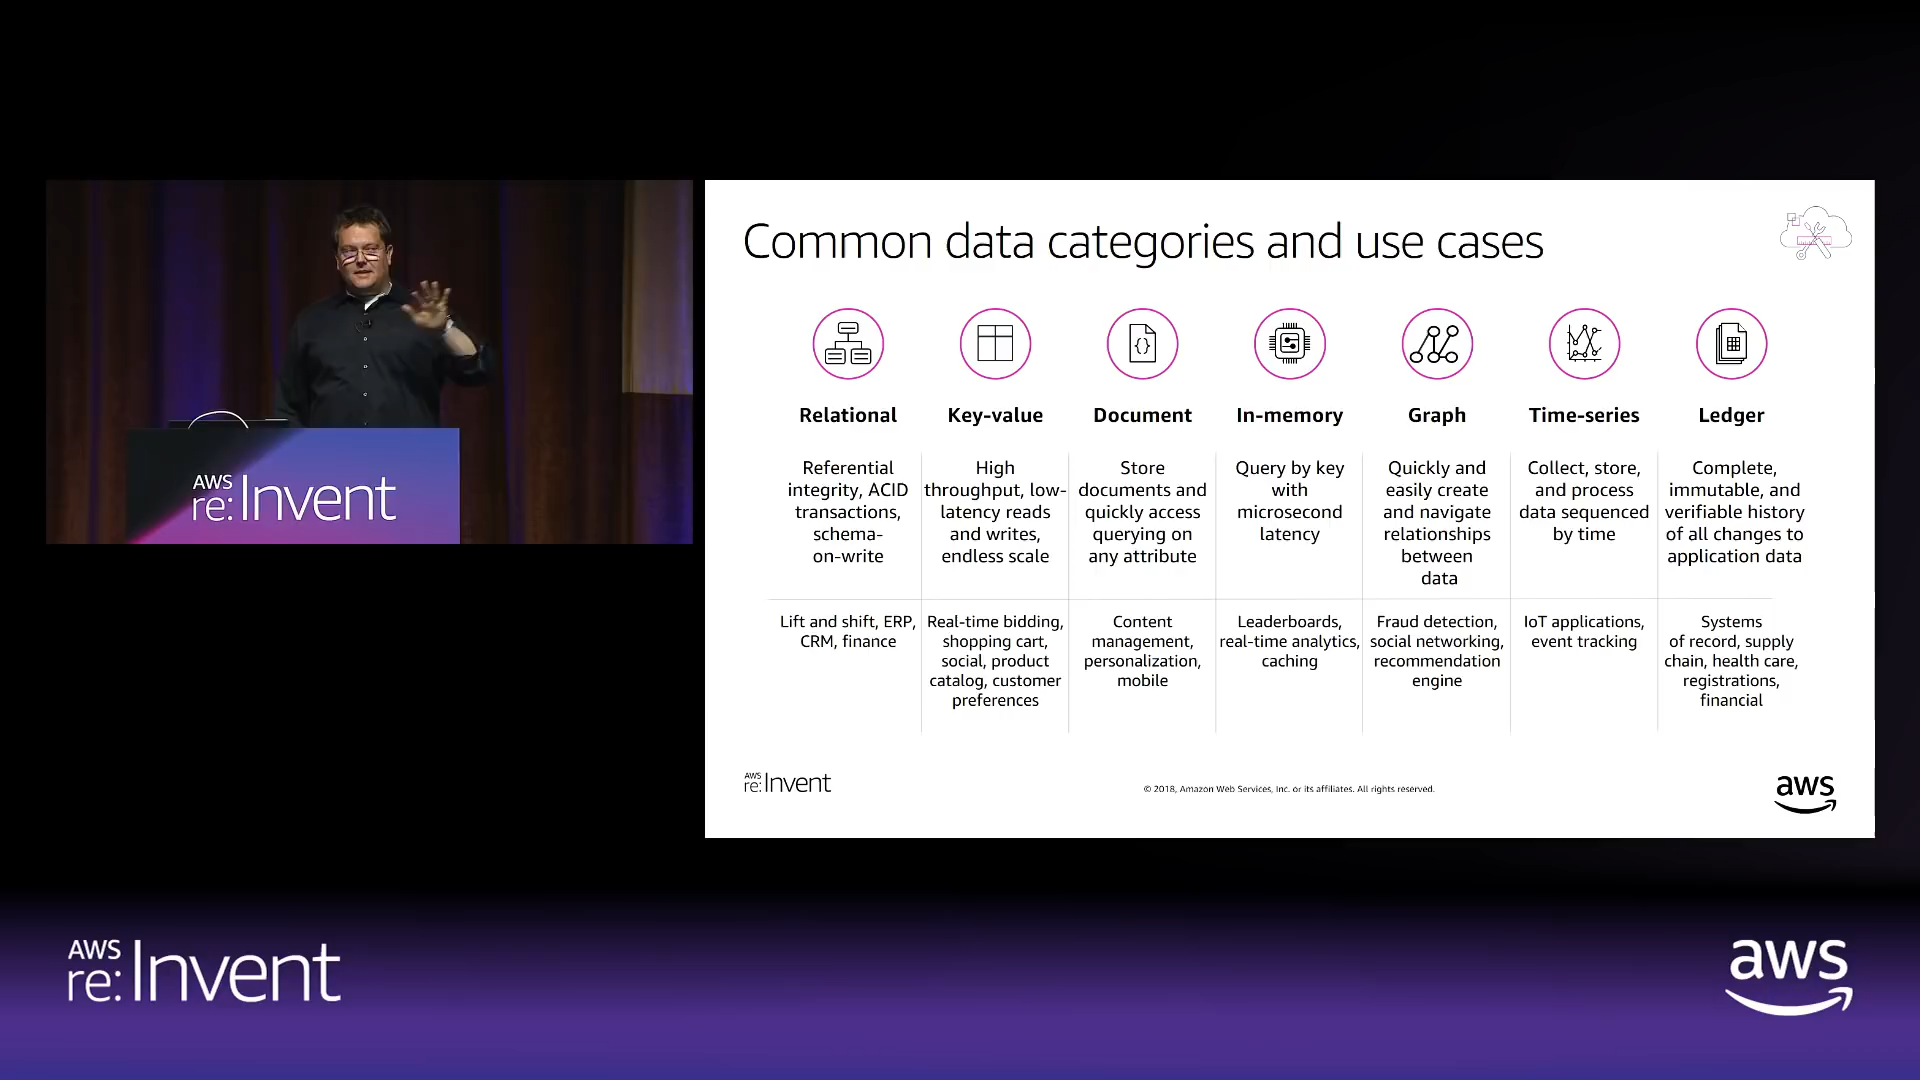 AWS
re:Invent
Common data categories and use cases
Relational
Referential
integrity, ACID
transactions,
schema-
on-write
Lift and shift, ERP,
CRM, finance
Key-value
High
throughput, low-
latency reads
and writes,
endless scale
Real-time bidding,
shopping cart,
social, product
catalog, customer
preferences
Document
Store
documents and
quickly access
querying on
any attribute
Content
management,
personalization,
mobile
In-memory
Query by key
with
microsecond
latency
Leaderboards,
real-time analytics,
caching
Graph
Quickly and
easily create
and navigate
relationships
between
data
Fraud detection,
social networking,
recommendation
engine
Time-series
Collect, store,
and process
data sequenced
by time
IoT applications,
event tracking
Ledger
Complete,
immutable, and
verifiable history
of all changes to
application data
Systems
of record, supply
chain, health care,
registrations,
financial
AWS
re:Invent
© 2018, Amazon Web Services, Inc. or its affiliates. All rights reserved.
aws
AWS
re:Invent
aws